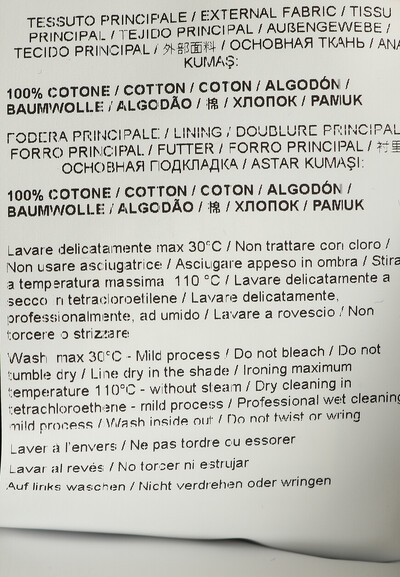 TESSUTO PRINCIPALE / EXTERNAL FABRIC / TISSU
PRINCIPAL / TEJIDO PRINCIPAL / AUßENGEWEBE /
TECIDO PRINCIPAL / 外部面料 / ОСНОВНАЯ ТКАНЬ / ANA
KUMAŞ:
100% COTONE / COTTON / COTON / ALGODÓN /
BAUMWOLLE / ALGODÃO / 棉 / ХЛОПОК / PAMUK
FODERA PRINCIPALE / LINING / DOUBLURE PRINCIPAL
FORRO PRINCIPAL / FUTTER / FORRO PRINCIPAL / 衬里
ОСНОВНАЯ ПОДКЛАДКА / ASTAR KUMAŞI:
100% COTONE / COTTON / COTON / ALGODÓN /
BAUMWOLLE / ALGODÃO / 棉 / ХЛОПОК / PAMUK
Lavare delicatamente max 30°C / Non trattare con cloro /
Non usare asciugatrice / Asciugare appeso in ombra / Stira
a temperatura massima 110 °C / Lavare delicatamente a
secco in tetracloroetilene / Lavare delicatamente,
professionalmente, ad umido / Lavare a rovescio / Non
torcere o strizzare
Wash max 30°C - Mild process / Do not bleach / Do not
tumble dry / Line dry in the shade / Ironing maximum
temperature 110°C - without steam / Dry cleaning in
tetrachloroethene - mild process / Professional wet cleaning
mild process / Wash inside out / Do not twist or wring
Laver à l'envers / Ne pas tordre ou essorer
Lavar al revés / No torcer ni estrujar
Auf links waschen / Nicht verdrehen oder wringen